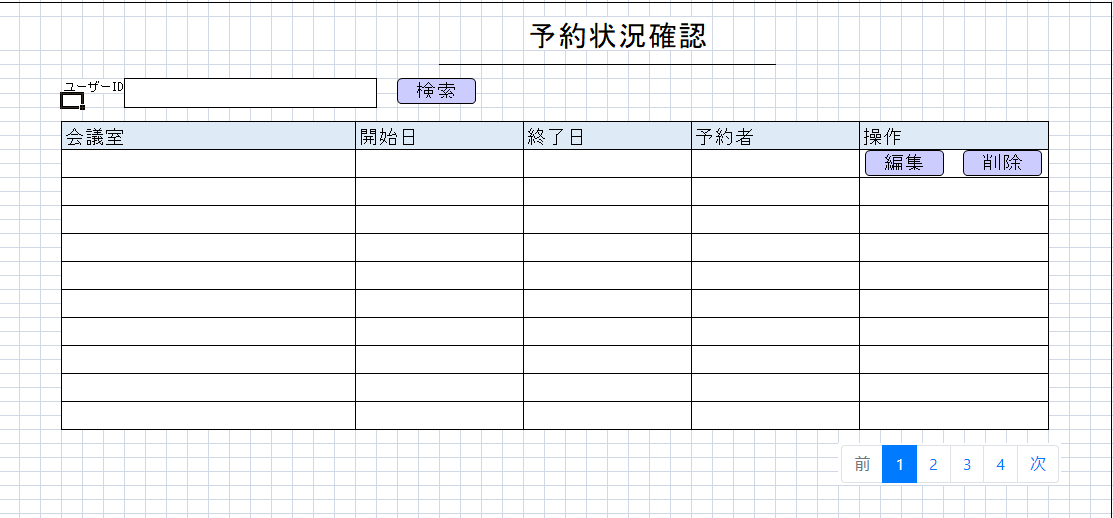 予約状況確認
ユーザーID 検索
会議室 開始日 終了日 予約者 操作
編集 削除
前 1 2 3 4 次